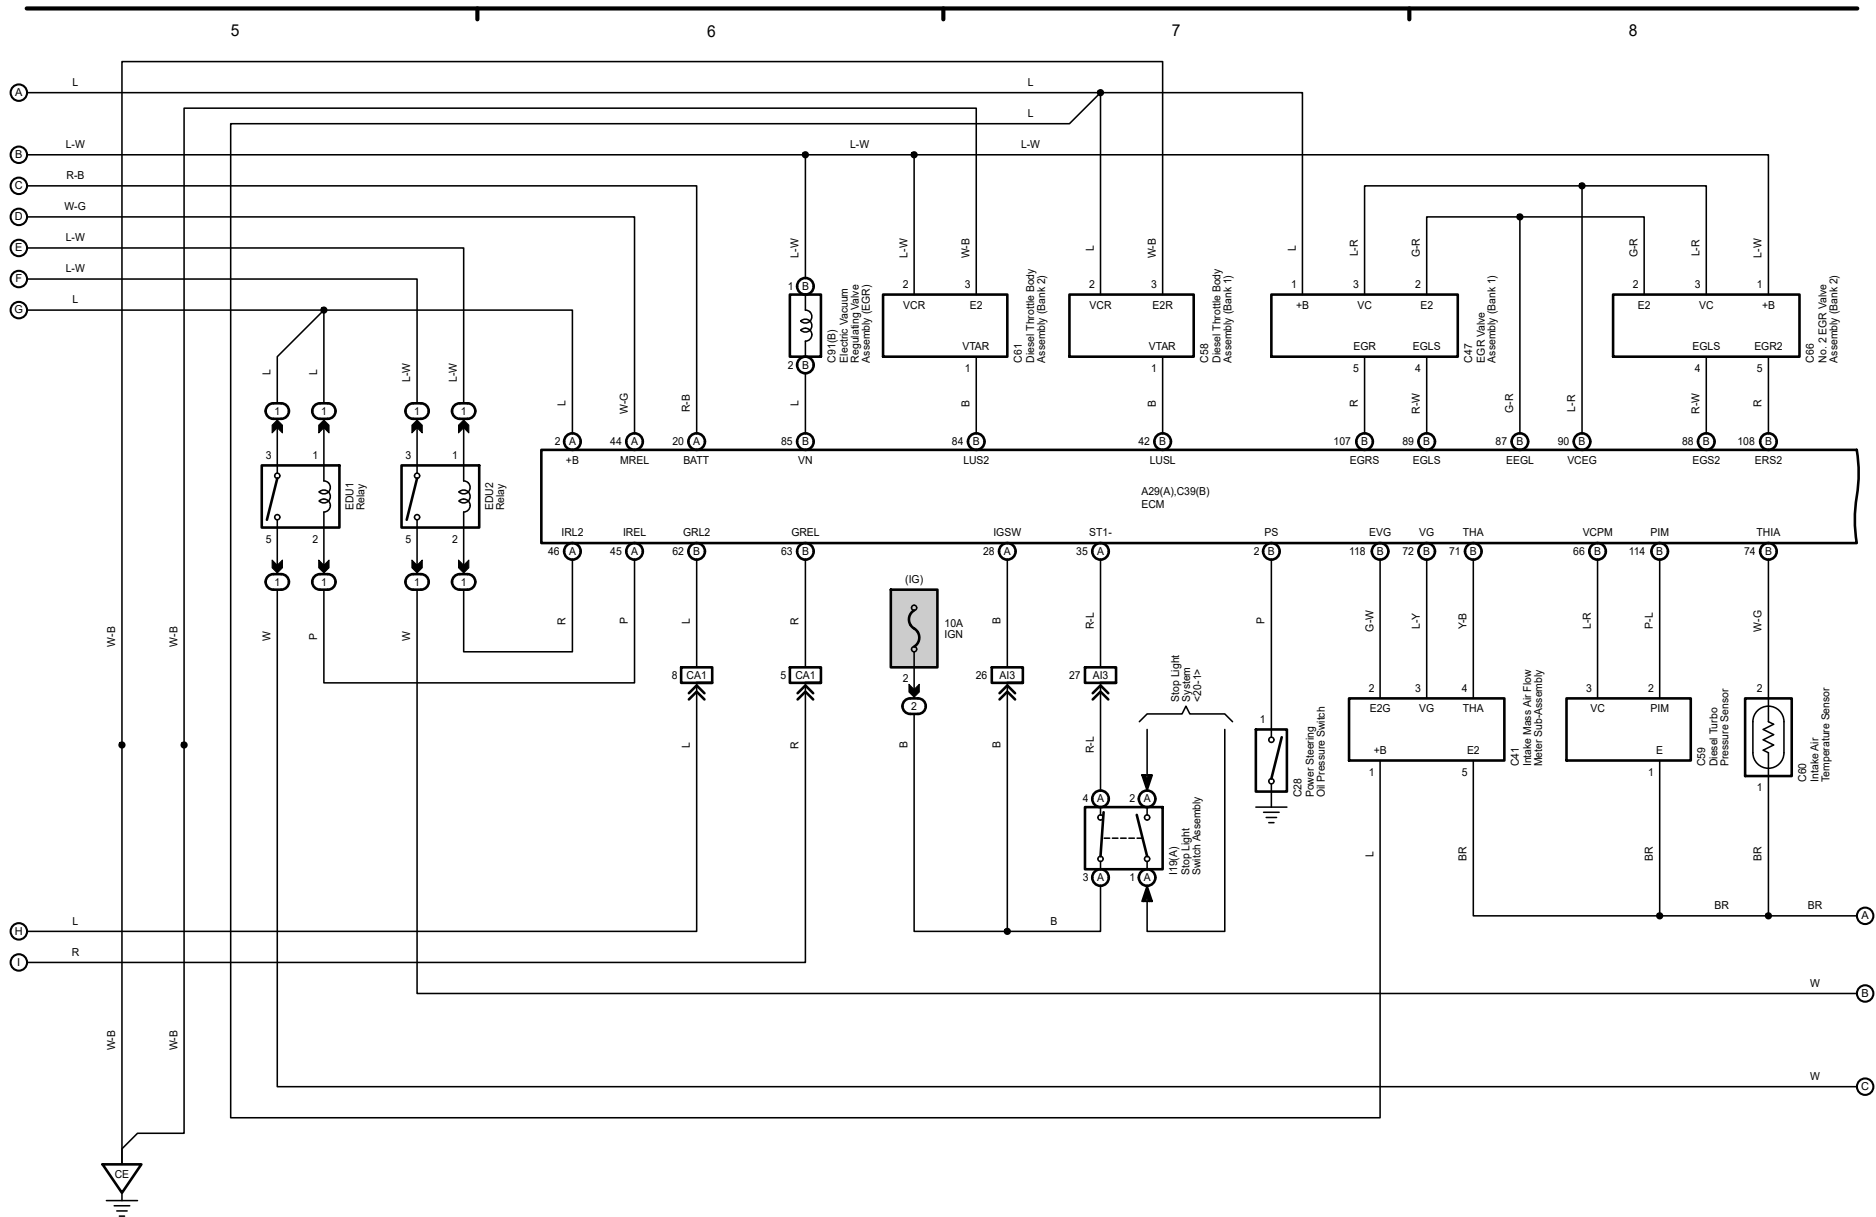 5 6 7 8
A L L
L
B L-W L-W L-W
C R-B
D W-G
E L-W
F L-W
G L
L-W L-W W-B L W-B L L-R G-R G-R L-R L-W
1 B
2 3
VCR E2
VTAR
1
2 3
VCR E2R
VTAR
1
1 3 2
+B VC E2
EGR EGLS
5 4
2 3 1
E2 VC +B
EGLS EGR2
4 5
2 B
C91(B)
Electric Vacuum
Regulating Valve
Assembly (EGR)
C61
Diesel Throttle Body
Assembly (Bank 2)
C58
Diesel Throttle Body
Assembly (Bank 1)
C47
EGR Valve
Assembly (Bank 1)
C66
No. 2 EGR Valve
Assembly (Bank 2)
L L L-W L-W L W-G R-B L B B R R-W G-R L-R R-W R
1 1 1 1
3 1 3 1
EDU1
Relay
EDU2
Relay
5 2 5 2
1 1 1 1
2 A 44 A 20 A 85 B 84 B 42 B 107 B 89 B 87 B 90 B 88 B 108 B
+B MREL BATT VN LUS2 LUSL EGRS EGLS EEGL VCEG EGS2 ERS2
A29(A),C39(B)
ECM
IRL2 IREL GRL2 GREL IGSW ST1- PS EVG VG THA VCPM PIM THIA
46 A 45 A 62 B 63 B 28 A 35 A 2 B 118 B 72 B 71 B 66 B 114 B 74 B
(IG)
10A
IGN
2
2
W-B W-B W P W R P L R B R-L P G-W L-Y Y-B L-R P-L W-G
8 CA1 5 CA1 26 AI3 27 AI3
Stop Light
System
<20-1>
L R B B R-L
1
C28
Power Steering
Oil Pressure Switch
2 3 4
E2G VG THA
+B E2
1 5
C41
Intake Mass Air Flow
Meter Sub-Assembly
3 2
VC PIM
E
1
C59
Diesel Turbo
Pressure Sensor
2
1
C60
Intake Air
Temperature Sensor
4 A 2 A
3 A 1 A
I19(A)
Stop Light
Switch Assembly
L BR BR BR
H L B BR BR A
I R
W B
W-B W-B
W C
CE